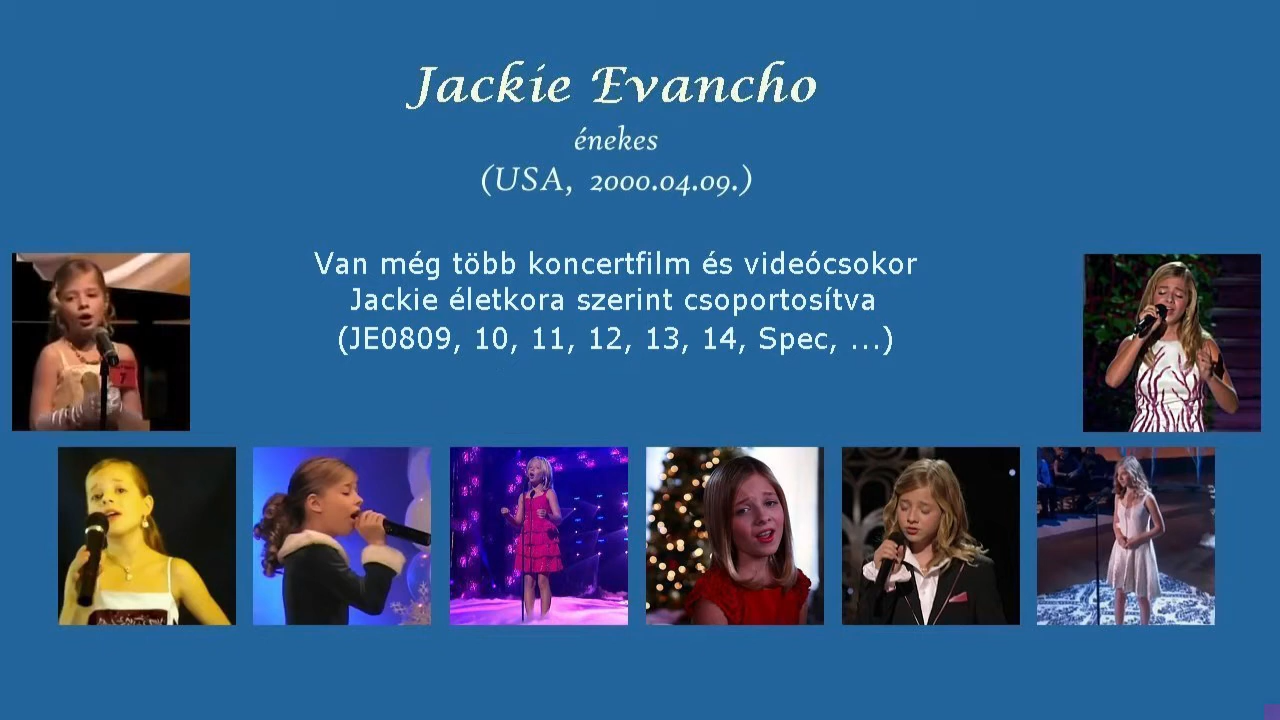 Jackie Evancho
énekes
(USA, 2000.04.09.)
Van még több koncertfilm és videócsokor
Jackie életkora szerint csoportosítva
(JE0809, 10, 11, 12, 13, 14, Spec, ...)
7